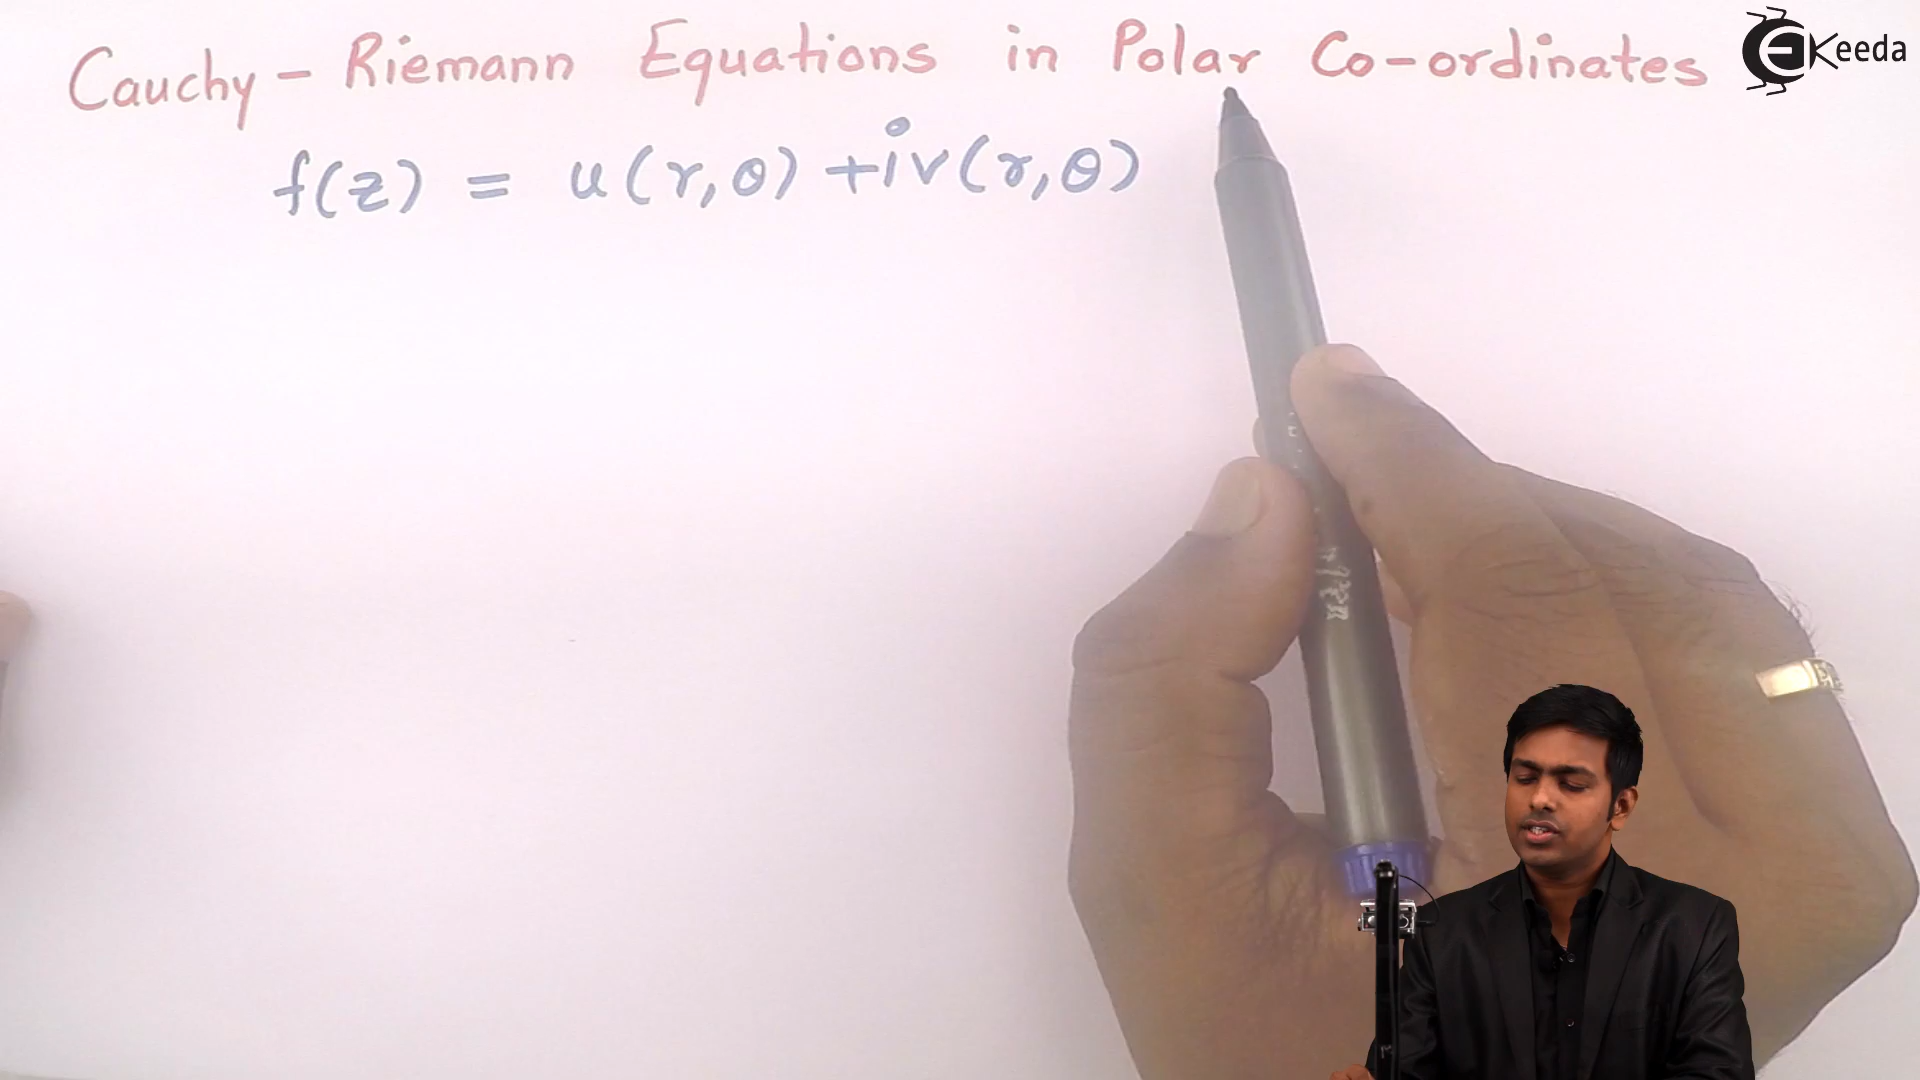 Cauchy - Riemann Equations in Polar Co-ordinates
f(z) = u(r,θ) + iv(r,θ)
EKeeda